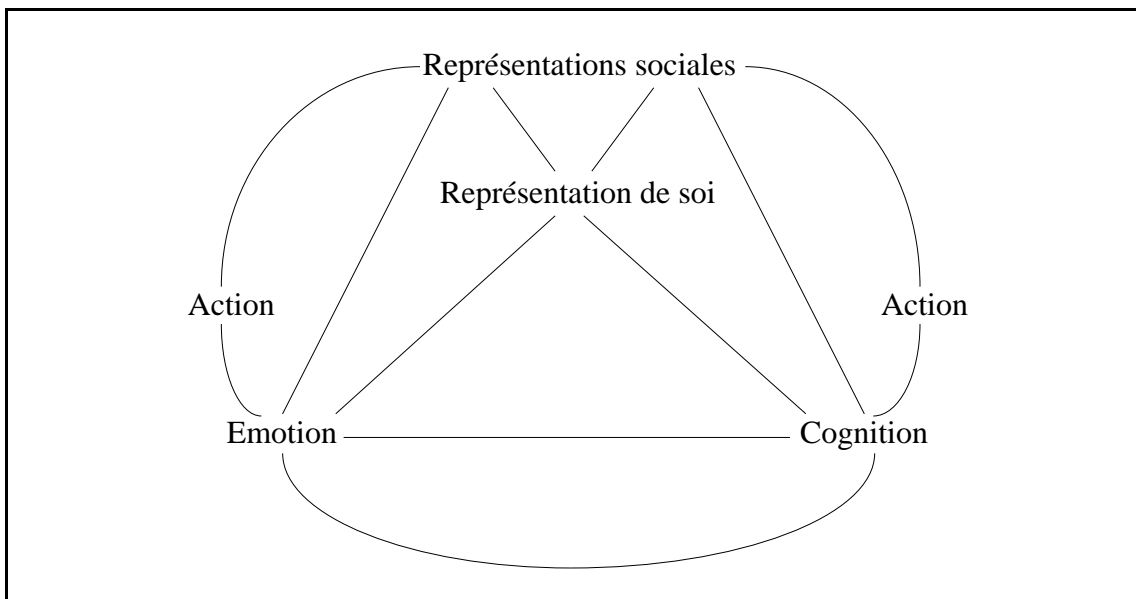 Représentations sociales
Représentation de soi
Action
Action
Emotion
Cognition